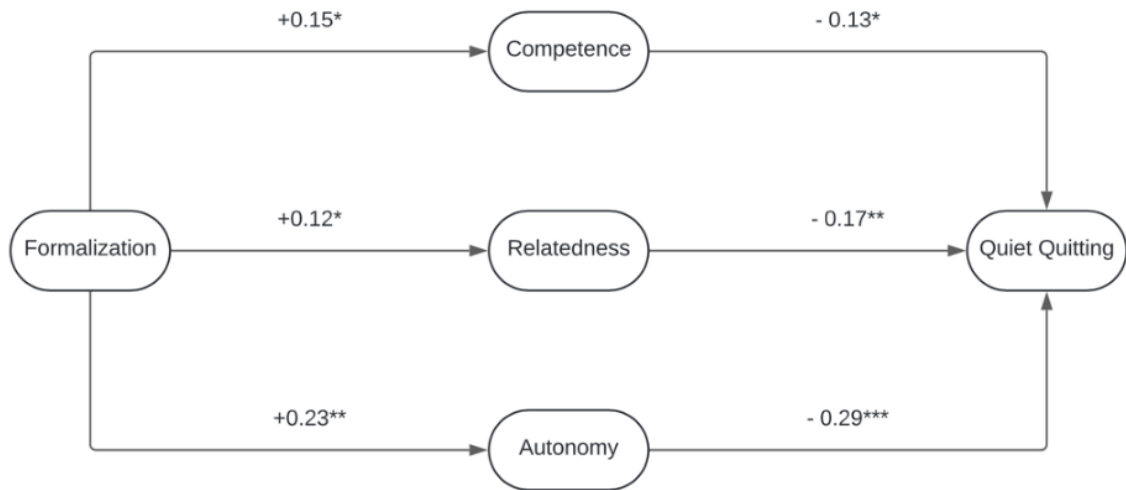 +0.15*
- 0.13*
Competence
+0.12*
- 0.17**
Formalization
Relatedness
Quiet Quitting
+0.23**
- 0.29***
Autonomy